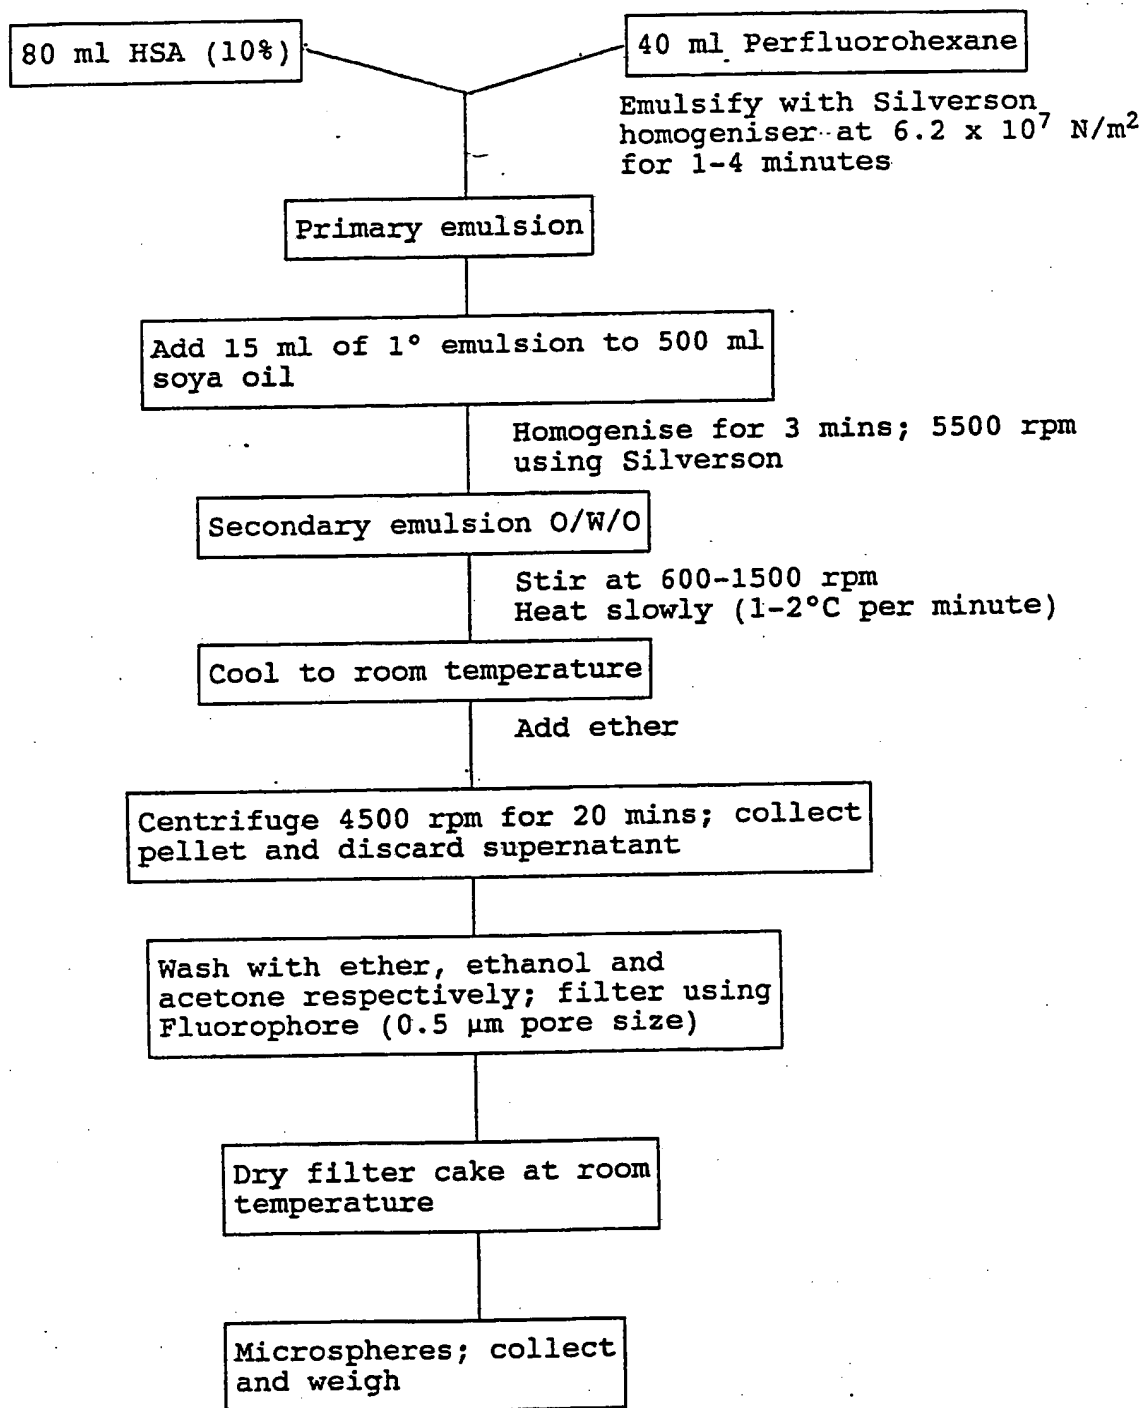 80 ml HSA (10%)
40 ml Perfluorohexane
Emulsify with Silverson
homogeniser at 6.2 x 10⁷ N/m²
for 1-4 minutes
Primary emulsion
Add 15 ml of 1° emulsion to 500 ml
soya oil
Homogenise for 3 mins; 5500 rpm
using Silverson
Secondary emulsion O/W/O
Stir at 600-1500 rpm
Heat slowly (1-2°C per minute)
Cool to room temperature
Add ether
Centrifuge 4500 rpm for 20 mins; collect
pellet and discard supernatant
Wash with ether, ethanol and
acetone respectively; filter using
Fluorophore (0.5 µm pore size)
Dry filter cake at room
temperature
Microspheres; collect
and weigh